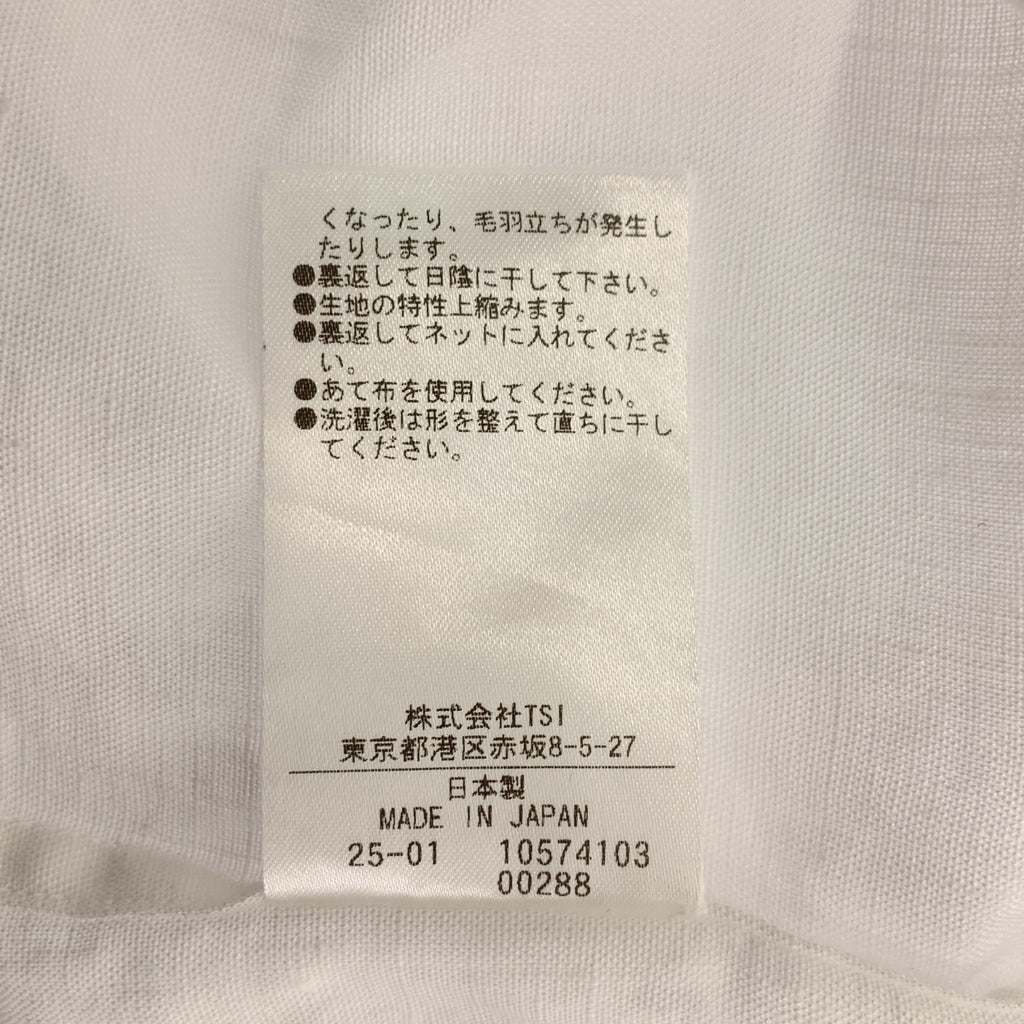 くなったり、毛羽立ちが発生し
たりします。
●裏返して日陰に干して下さい。
●生地の特性上縮みます。
●裏返してネットに入れてくださ
い。
●あて布を使用してください。
●洗濯後は形を整えて直ちに干し
てください。
株式会社TSI
東京都港区赤坂8-5-27
日本製
MADE IN JAPAN
25-01 10574103
00288